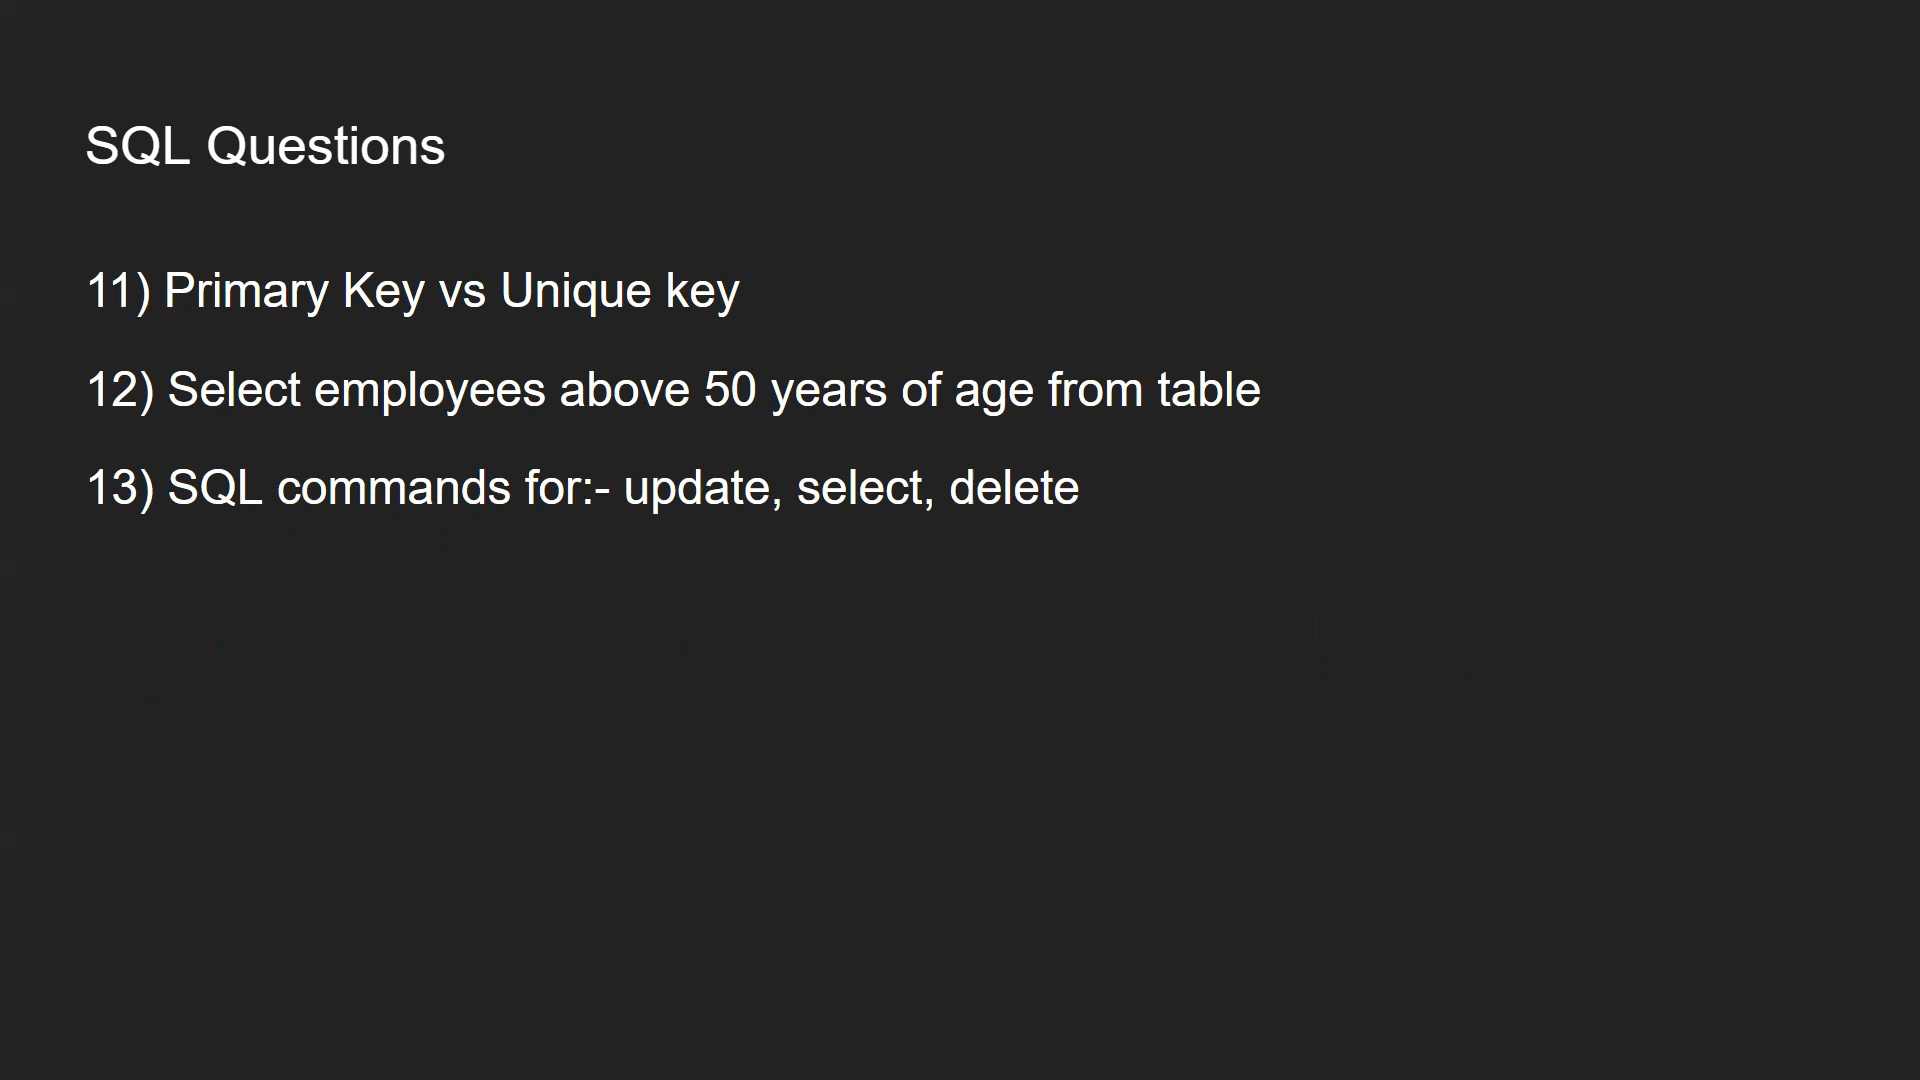 SQL Questions
11) Primary Key vs Unique key
12) Select employees above 50 years of age from table
13) SQL commands for:- update, select, delete